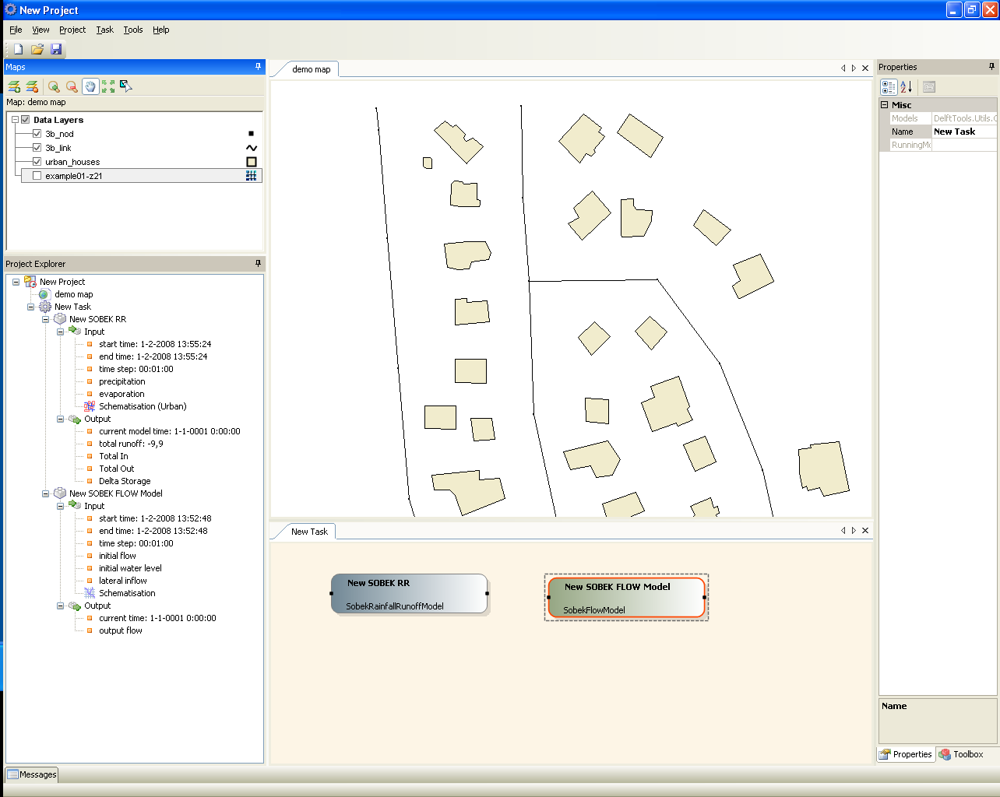 New Project
File View Project Task Tools Help
Maps
Map: demo map
Data Layers
3b_nod
3b_link
urban_houses
example01-z21
Project Explorer
New Project
demo map
New Task
New SOBEK RR
Input
start time: 1-2-2008 13:55:24
end time: 1-2-2008 13:55:24
time step: 00:01:00
precipitation
evaporation
Schematisation (Urban)
Output
current model time: 1-1-0001 0:00:00
total runoff: -9,9
Total In
Total Out
Delta Storage
New SOBEK FLOW Model
Input
start time: 1-2-2008 13:52:48
end time: 1-2-2008 13:52:48
time step: 00:01:00
initial flow
initial water level
lateral inflow
Schematisation
Output
current time: 1-1-0001 0:00:00
output flow
demo map
New Task
New SOBEK RR
SobekRainfallRunoffModel
New SOBEK FLOW Model
SobekFlowModel
Properties
Misc
Models DelftTools.Utils.C
Name New Task
RunningMo
Name
Properties Toolbox
Messages